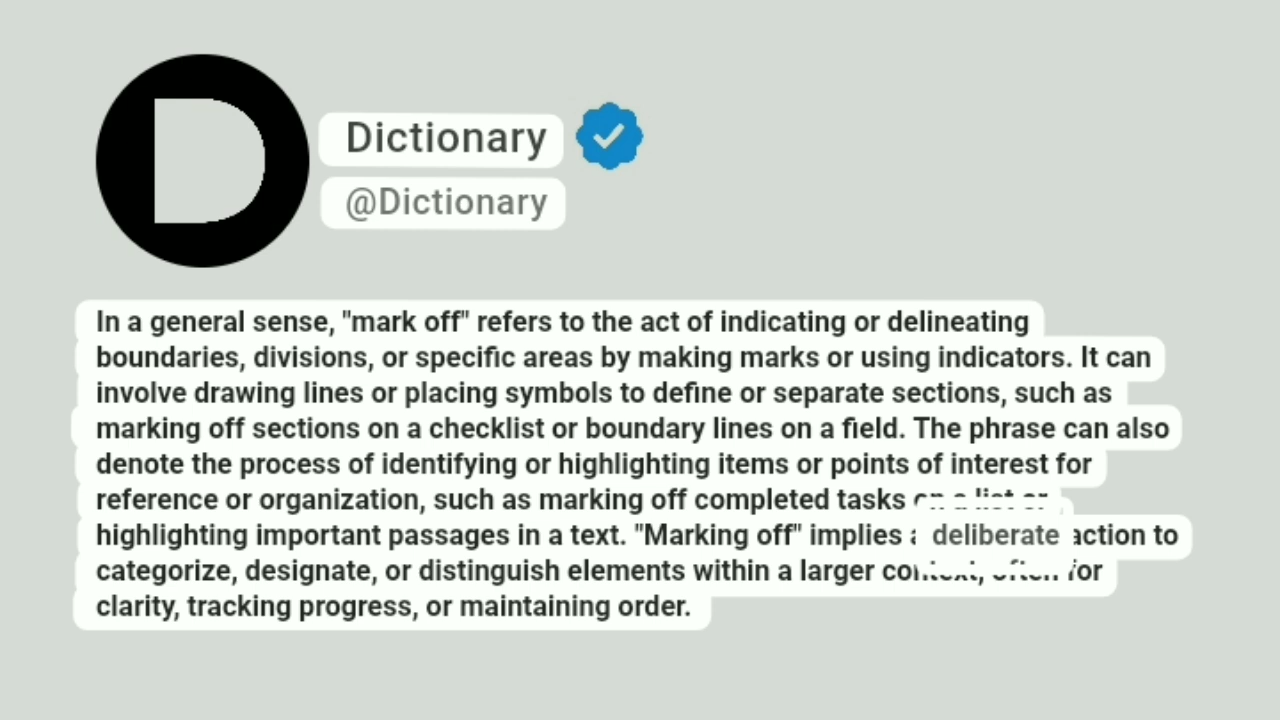 D
Dictionary
@Dictionary
In a general sense, "mark off" refers to the act of indicating or delineating
boundaries, divisions, or specific areas by making marks or using indicators. It can
involve drawing lines or placing symbols to define or separate sections, such as
marking off sections on a checklist or boundary lines on a field. The phrase can also
denote the process of identifying or highlighting items or points of interest for
reference or organization, such as marking off completed tasks on a list or
highlighting important passages in a text. "Marking off" implies a deliberate action to
categorize, designate, or distinguish elements within a larger context, often for
clarity, tracking progress, or maintaining order.